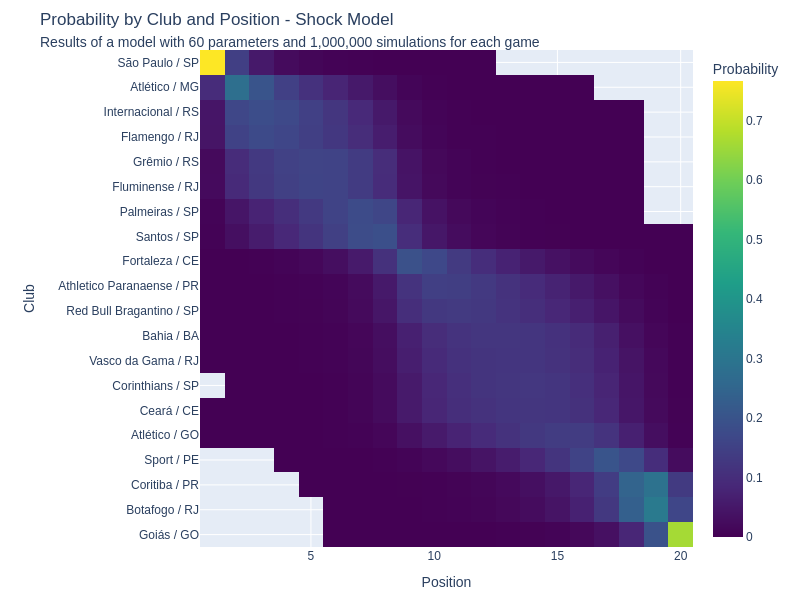 Probability by Club and Position - Shock Model
Results of a model with 60 parameters and 1,000,000 simulations for each game
Probability
São Paulo / SP
Atlético / MG
Internacional / RS
Flamengo / RJ
Grêmio / RS
Fluminense / RJ
Palmeiras / SP
Santos / SP
Fortaleza / CE
Athletico Paranaense / PR
Red Bull Bragantino / SP
Bahia / BA
Vasco da Gama / RJ
Corinthians / SP
Ceará / CE
Atlético / GO
Sport / PE
Coritiba / PR
Botafogo / RJ
Goiás / GO
Club
5
10
15
20
Position
0.7
0.6
0.5
0.4
0.3
0.2
0.1
0